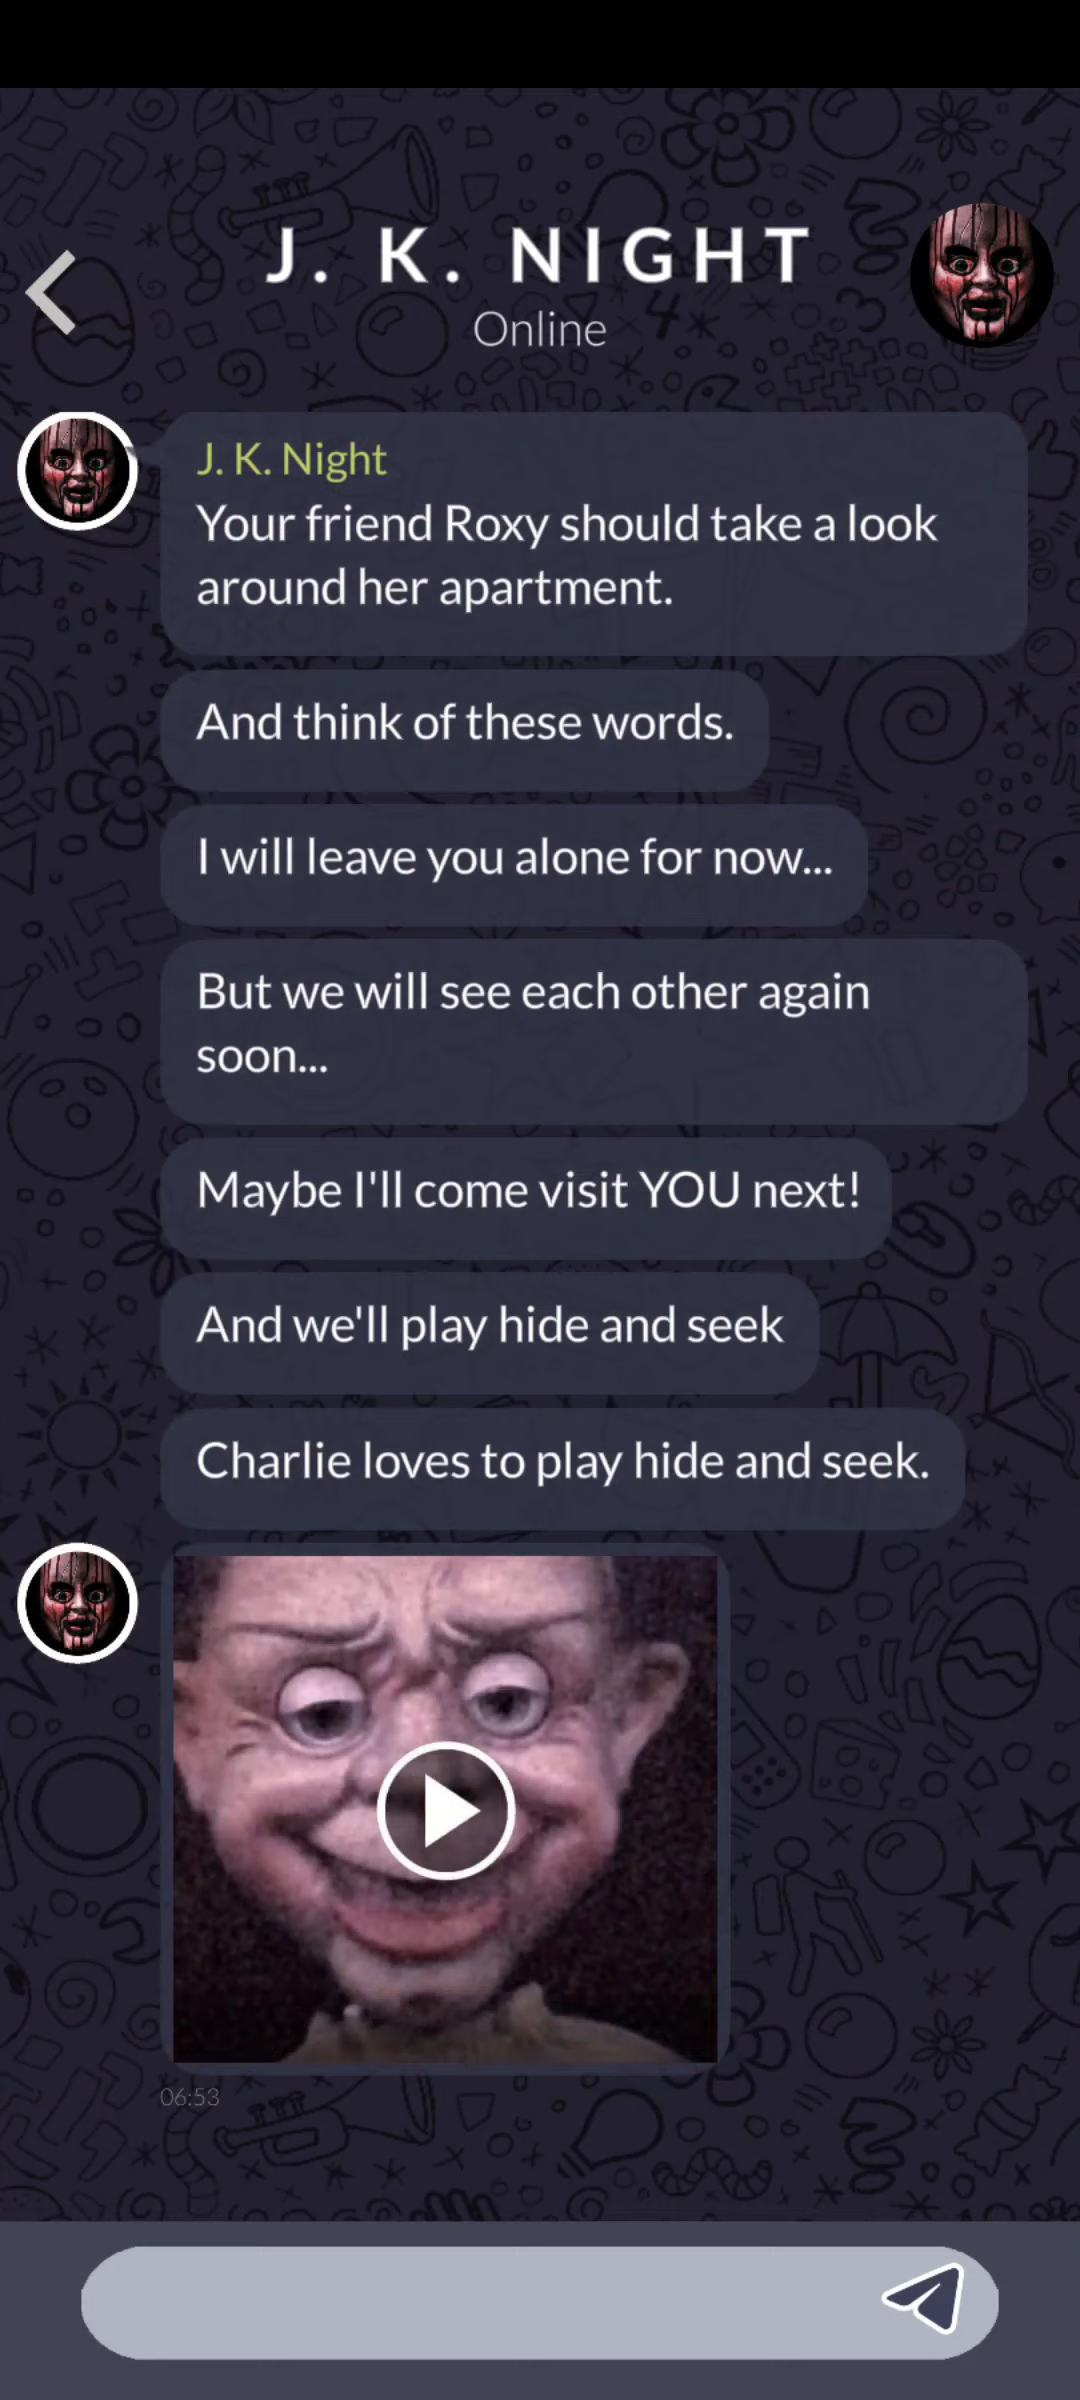 J. K. NIGHT
Online
J. K. Night
Your friend Roxy should take a look
around her apartment.
And think of these words.
I will leave you alone for now...
But we will see each other again
soon...
Maybe I'll come visit YOU next!
And we'll play hide and seek
Charlie loves to play hide and seek.
06:53